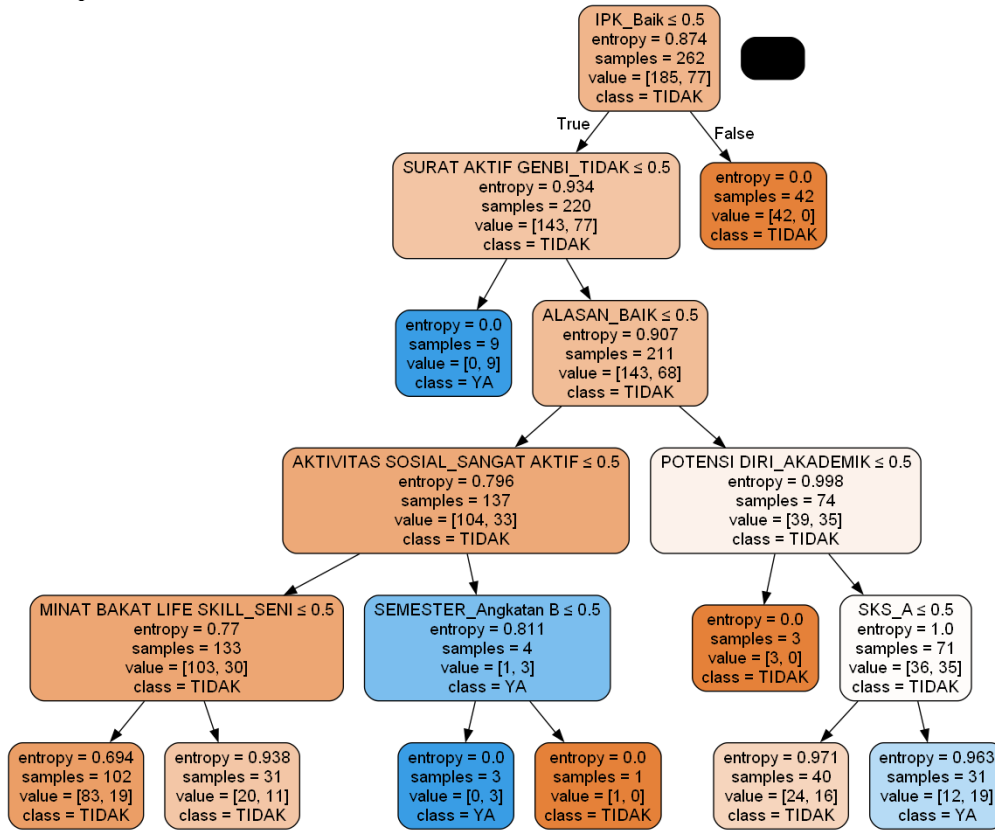 IPK_Baik ≤ 0.5
entropy = 0.874
samples = 262
value = [185, 77]
class = TIDAK
True
False
SURAT AKTIF GENBI_TIDAK ≤ 0.5
entropy = 0.934
samples = 220
value = [143, 77]
class = TIDAK
entropy = 0.0
samples = 42
value = [42, 0]
class = TIDAK
entropy = 0.0
samples = 9
value = [0, 9]
class = YA
ALASAN_BAIK ≤ 0.5
entropy = 0.907
samples = 211
value = [143, 68]
class = TIDAK
AKTIVITAS SOSIAL_SANGAT AKTIF ≤ 0.5
entropy = 0.796
samples = 137
value = [104, 33]
class = TIDAK
POTENSI DIRI_AKADEMIK ≤ 0.5
entropy = 0.998
samples = 74
value = [39, 35]
class = TIDAK
MINAT BAKAT LIFE SKILL_SENI ≤ 0.5
entropy = 0.77
samples = 133
value = [103, 30]
class = TIDAK
SEMESTER_Angkatan B ≤ 0.5
entropy = 0.811
samples = 4
value = [1, 3]
class = YA
entropy = 0.0
samples = 3
value = [3, 0]
class = TIDAK
SKS_A ≤ 0.5
entropy = 1.0
samples = 71
value = [36, 35]
class = TIDAK
entropy = 0.694
samples = 102
value = [83, 19]
class = TIDAK
entropy = 0.938
samples = 31
value = [20, 11]
class = TIDAK
entropy = 0.0
samples = 3
value = [0, 3]
class = YA
entropy = 0.0
samples = 1
value = [1, 0]
class = TIDAK
entropy = 0.971
samples = 40
value = [24, 16]
class = TIDAK
entropy = 0.963
samples = 31
value = [12, 19]
class = YA